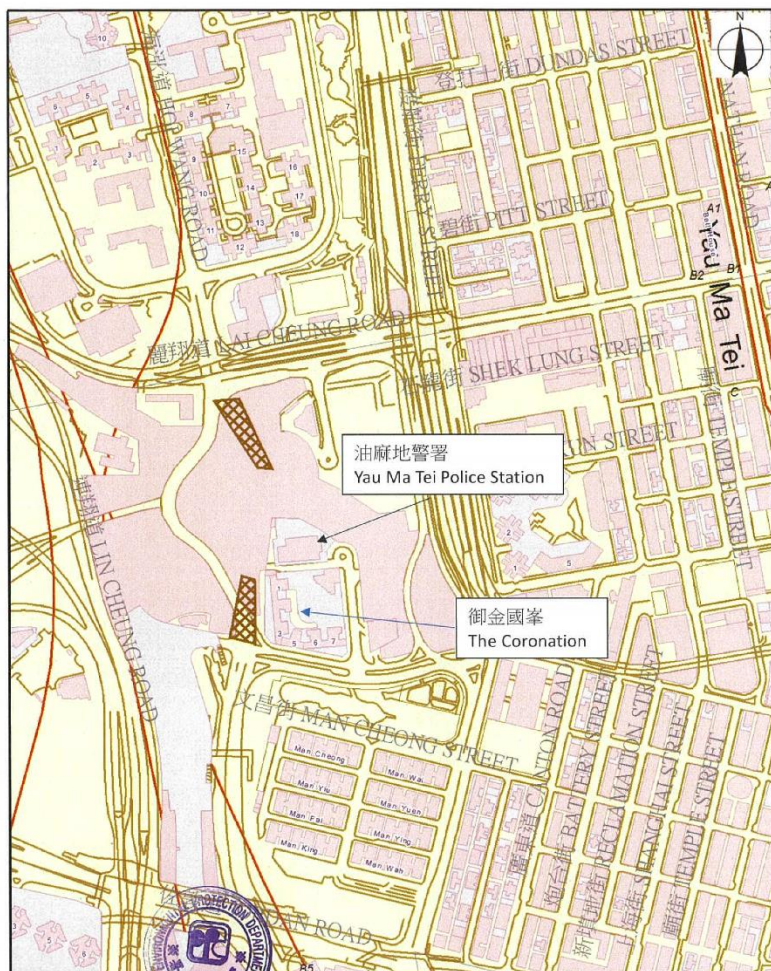 N
登打士街 DUNDAS STREET
NATHAN ROAD
海泓道 HOI WANG ROAD
渡船街 FERRY STREET
碧街 PITT STREET
Yau Ma Tei
A1
B2
B1
C
麗翔道 LAI CHEUNG ROAD
石龍街 SHEK LUNG STREET
KUN STREET
廟街 TEMPLE STREET
油麻地警署
Yau Ma Tei Police Station
連翔道 LIN CHEUNG ROAD
御金國峯
The Coronation
文昌街 MAN CHEONG STREET
Man Cheong
Man Wai
Man Yiu
Man Yuen
Man Fai
Man Ying
Man King
Man Wah
廣東道 CANTON ROAD
炮台街 BATTERY STREET
新填地街 RECLAMATION STREET
上海街 SHANGHAI STREET
廟街 TEMPLE STREET
ROAD
PROTECTION DEPARTMENT
B5